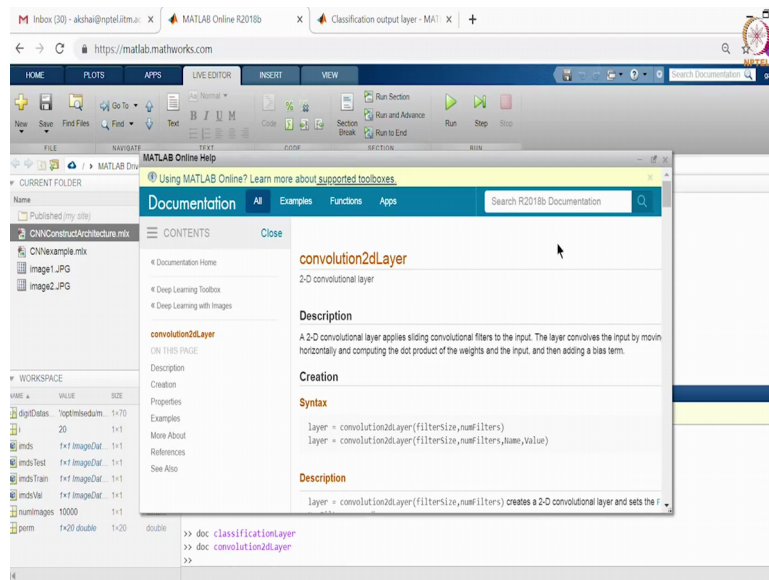 Inbox (30) - akshai@nptel.iitm.a
MATLAB Online R2018b
Classification output layer - MAT
https://matlab.mathworks.com
NPTEL
HOME PLOTS APPS LIVE EDITOR INSERT VIEW
Search Documentation
New Save Find Files Go To Find Text Normal B I U M Code Section Break Run Section Run and Advance Run to End Run Step Stop
FILE NAVIGATE TEXT CODE SECTION RUN
MATLAB Driv
MATLAB Online Help
CURRENT FOLDER
Name
Published (my site)
CNNConstructArchitecture.mlx
CNNexample.mlx
image1.JPG
image2.JPG
Using MATLAB Online? Learn more about supported toolboxes.
Documentation All Examples Functions Apps
Search R2018b Documentation
CONTENTS Close
« Documentation Home
« Deep Learning Toolbox
« Deep Learning with Images
convolution2dLayer
ON THIS PAGE
Description
Creation
Properties
Examples
More About
References
See Also
convolution2dLayer
2-D convolutional layer
Description
A 2-D convolutional layer applies sliding convolutional filters to the input. The layer convolves the input by movin
horizontally and computing the dot product of the weights and the input, and then adding a bias term.
Creation
Syntax
layer = convolution2dLayer(filterSize,numFilters)
layer = convolution2dLayer(filterSize,numFilters,Name,Value)
Description
layer = convolution2dLayer(filterSize,numFilters) creates a 2-D convolutional layer and sets the F
WORKSPACE
NAME VALUE SIZE
digitDatas... '/opt/mlsedu/m... 1×70
i 20 1×1
imds 1×1 ImageDat... 1×1
imdsTest 1×1 ImageDat... 1×1
imdsTrain 1×1 ImageDat... 1×1
imdsVal 1×1 ImageDat... 1×1
numImages 10000 1×1
perm 1×20 double 1×20 double
>> doc classificationLayer
>> doc convolution2dLayer
>>